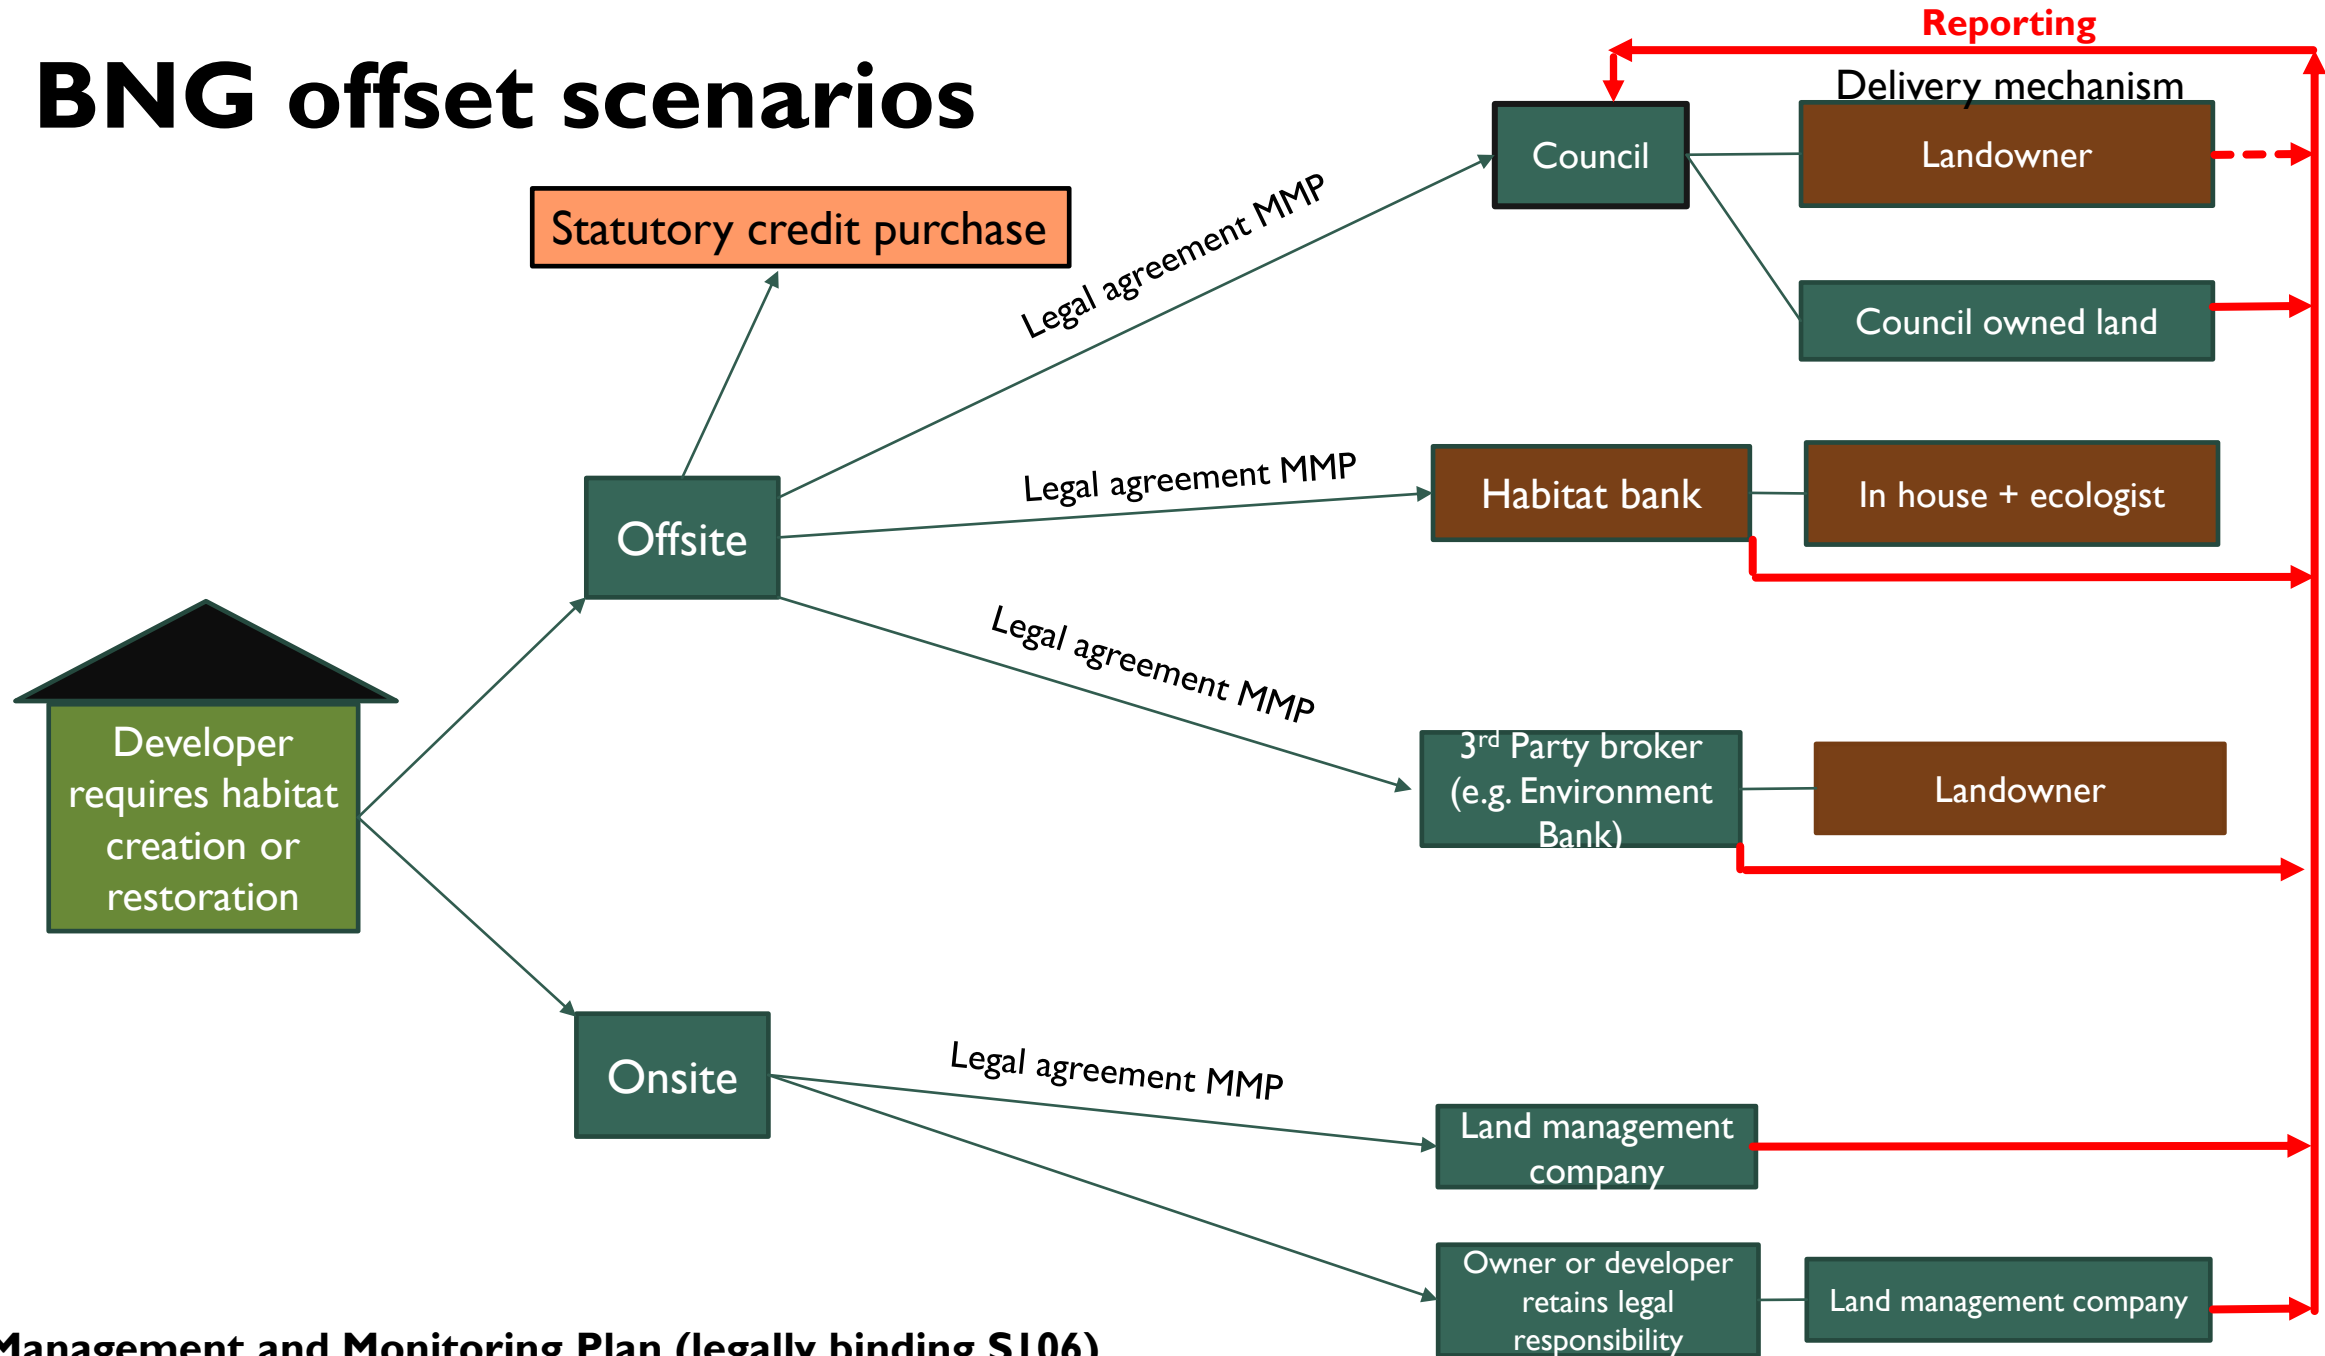 Reporting
BNG offset scenarios
Delivery mechanism
Council
Landowner
Statutory credit purchase
Legal agreement MMP
Council owned land
Legal agreement MMP
Habitat bank
In house + ecologist
Offsite
Legal agreement MMP
Developer
requires habitat
creation or
restoration
3rd Party broker
(e.g. Environment
Bank)
Landowner
Onsite
Legal agreement MMP
Land management
company
Owner or developer
retains legal
responsibility
Land management company
Management and Monitoring Plan (legally binding S106)